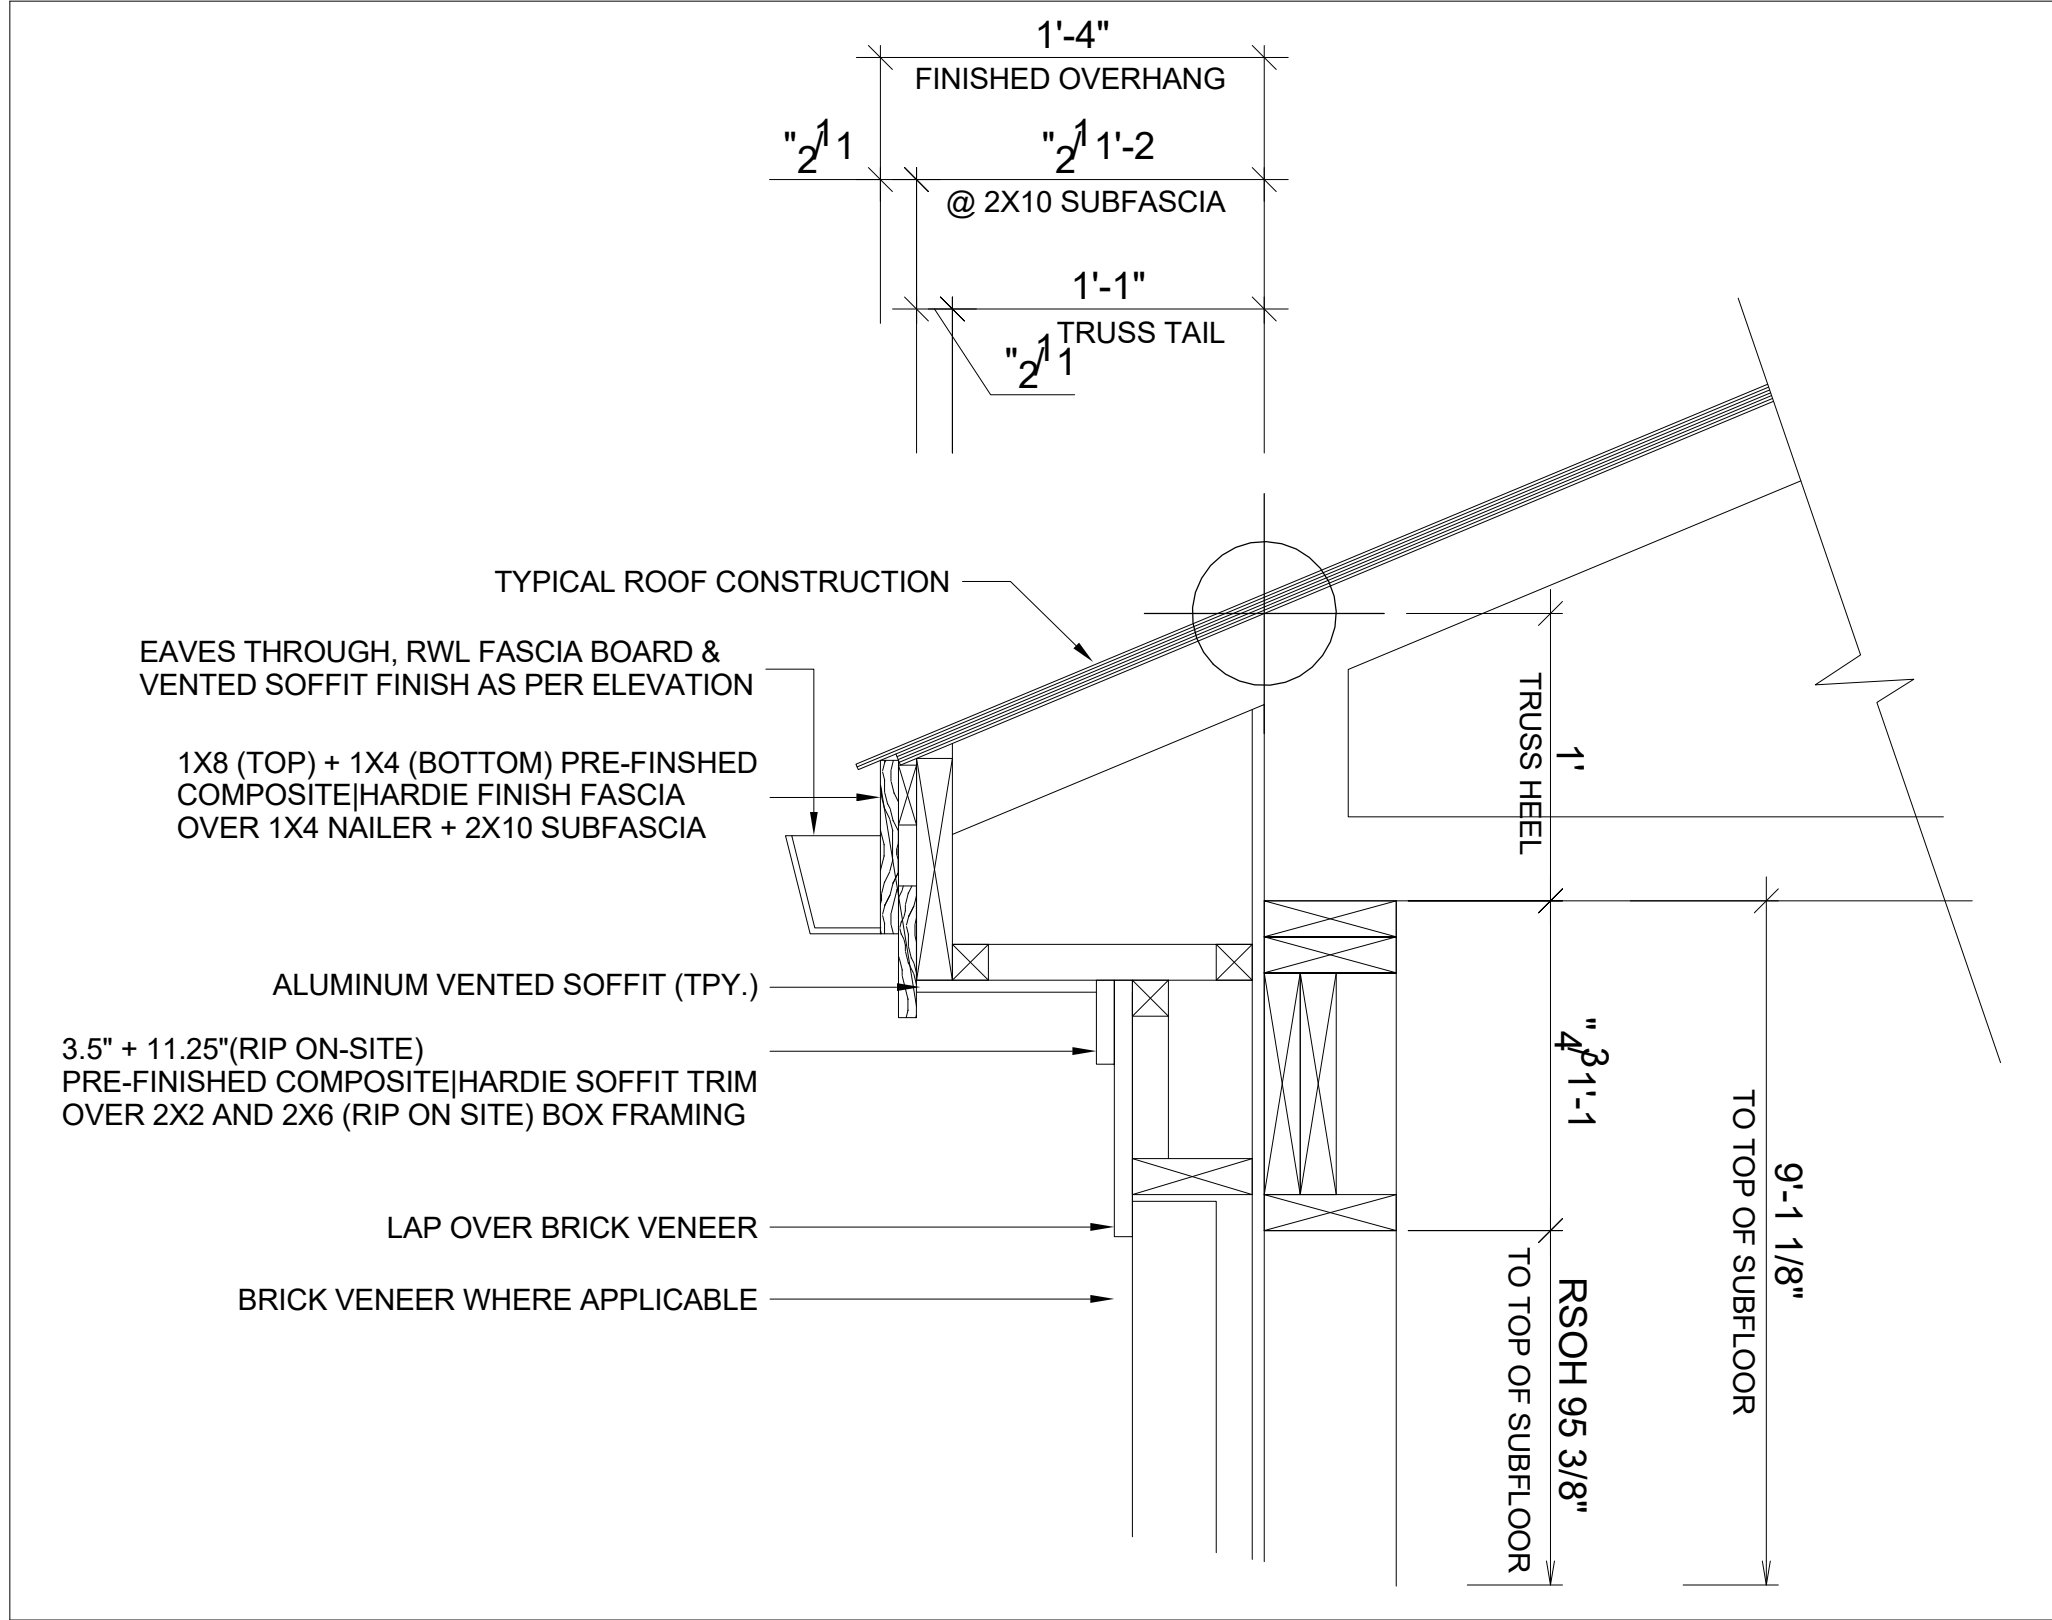 1'-4"
FINISHED OVERHANG
"2/1 1
"2/1 1'-2
@ 2X10 SUBFASCIA
1'-1"
TRUSS TAIL
"2/1 1
TYPICAL ROOF CONSTRUCTION
EAVES THROUGH, RWL FASCIA BOARD &
VENTED SOFFIT FINISH AS PER ELEVATION
1X8 (TOP) + 1X4 (BOTTOM) PRE-FINSHED
COMPOSITE|HARDIE FINISH FASCIA
OVER 1X4 NAILER + 2X10 SUBFASCIA
ALUMINUM VENTED SOFFIT (TPY.)
3.5" + 11.25"(RIP ON-SITE)
PRE-FINISHED COMPOSITE|HARDIE SOFFIT TRIM
OVER 2X2 AND 2X6 (RIP ON SITE) BOX FRAMING
LAP OVER BRICK VENEER
BRICK VENEER WHERE APPLICABLE
1'
TRUSS HEEL
"4/3 1'-1
RSOH 95 3/8"
TO TOP OF SUBFLOOR
9'-1 1/8"
TO TOP OF SUBFLOOR